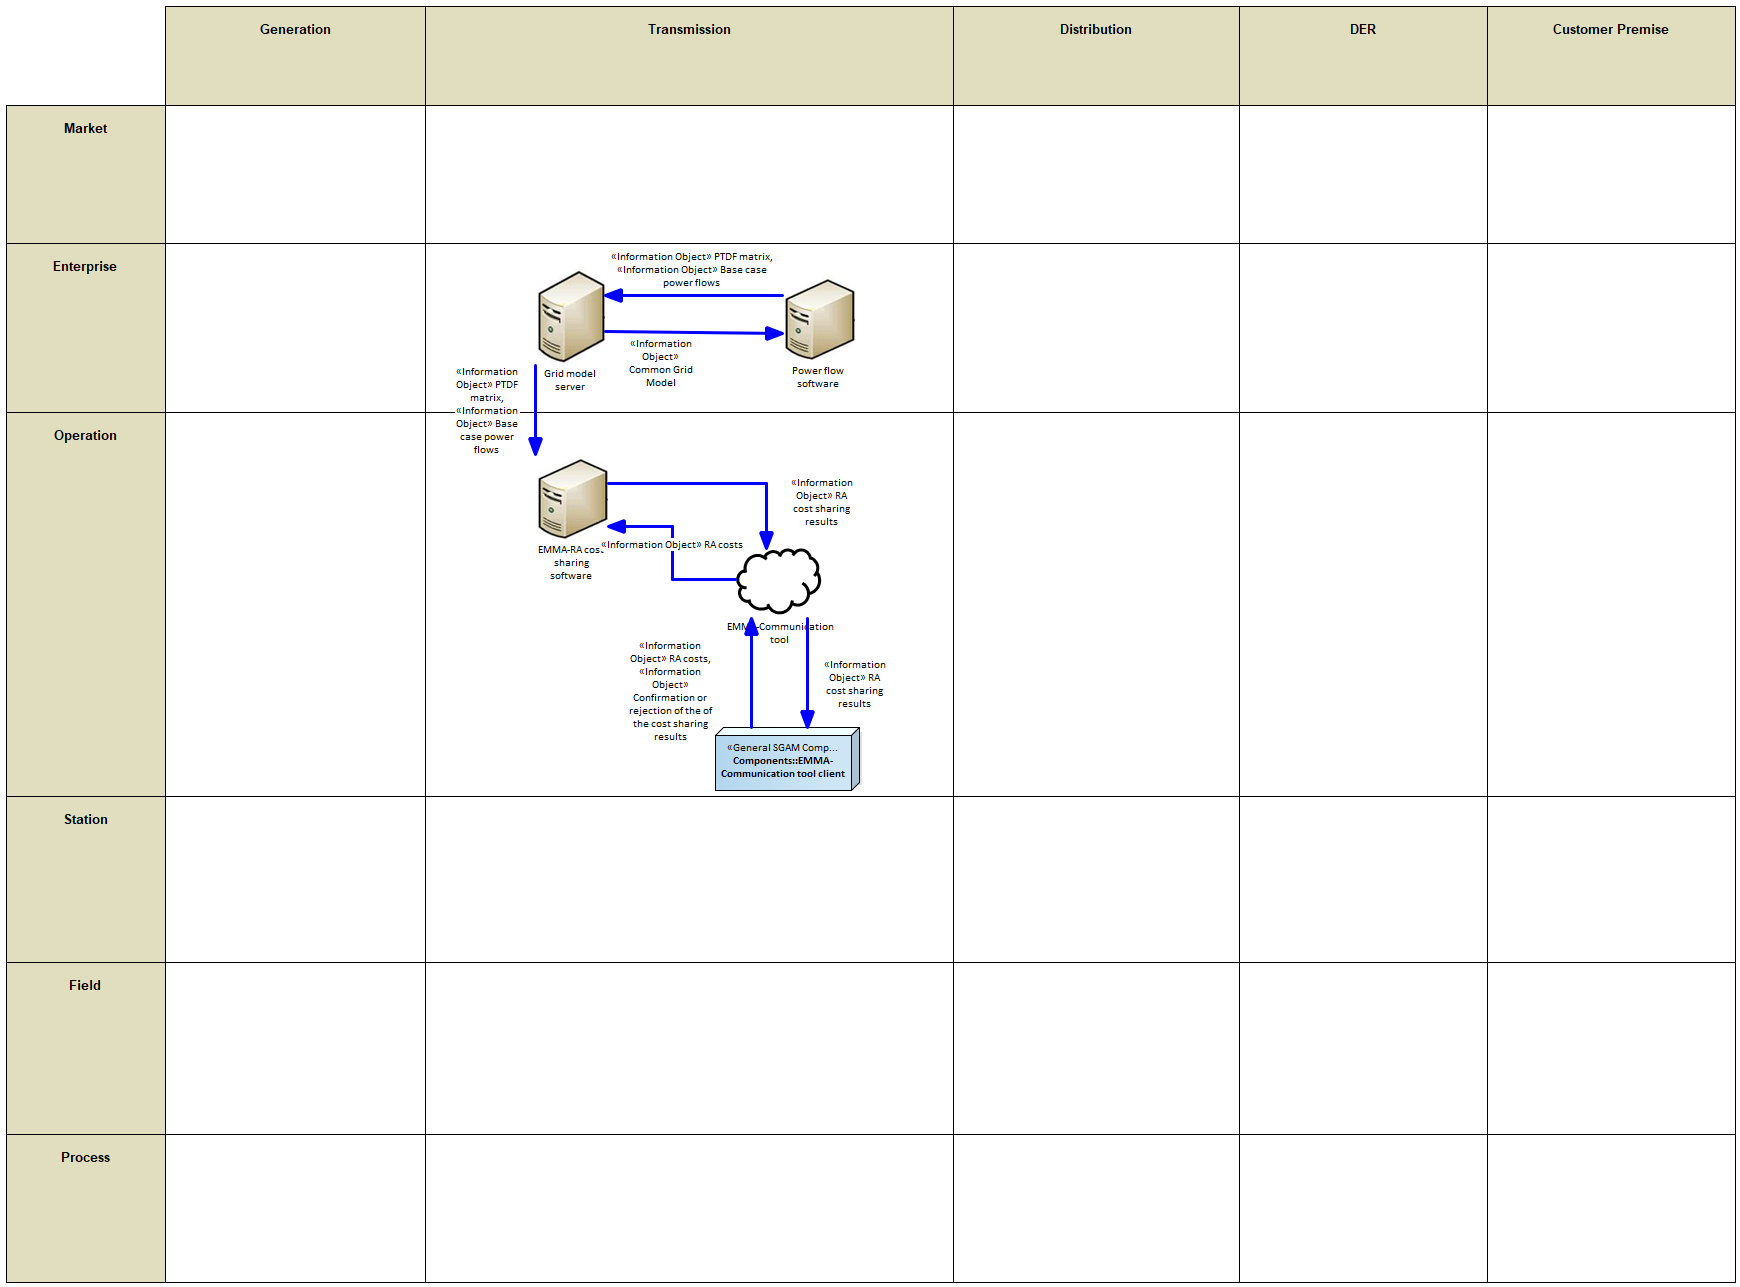 Generation
Transmission
Distribution
DER
Customer Premise
Market
Enterprise
«Information Object» PTDF matrix,
«Information Object» Base case
power flows
«Information
Object»
Common Grid
Model
Grid model
server
Power flow
software
«Information
Object» PTDF
matrix,
«Information
Object» Base
case power
flows
Operation
«Information
Object» RA
cost sharing
results
«Information Object» RA costs
EMMA-RA cos
sharing
software
EMMA-Communication
tool
«Information
Object» RA costs,
«Information
Object»
Confirmation or
rejection of the of
the cost sharing
results
«Information
Object» RA
cost sharing
results
«General SGAM Comp...
Components::EMMA-
Communication tool client
Station
Field
Process